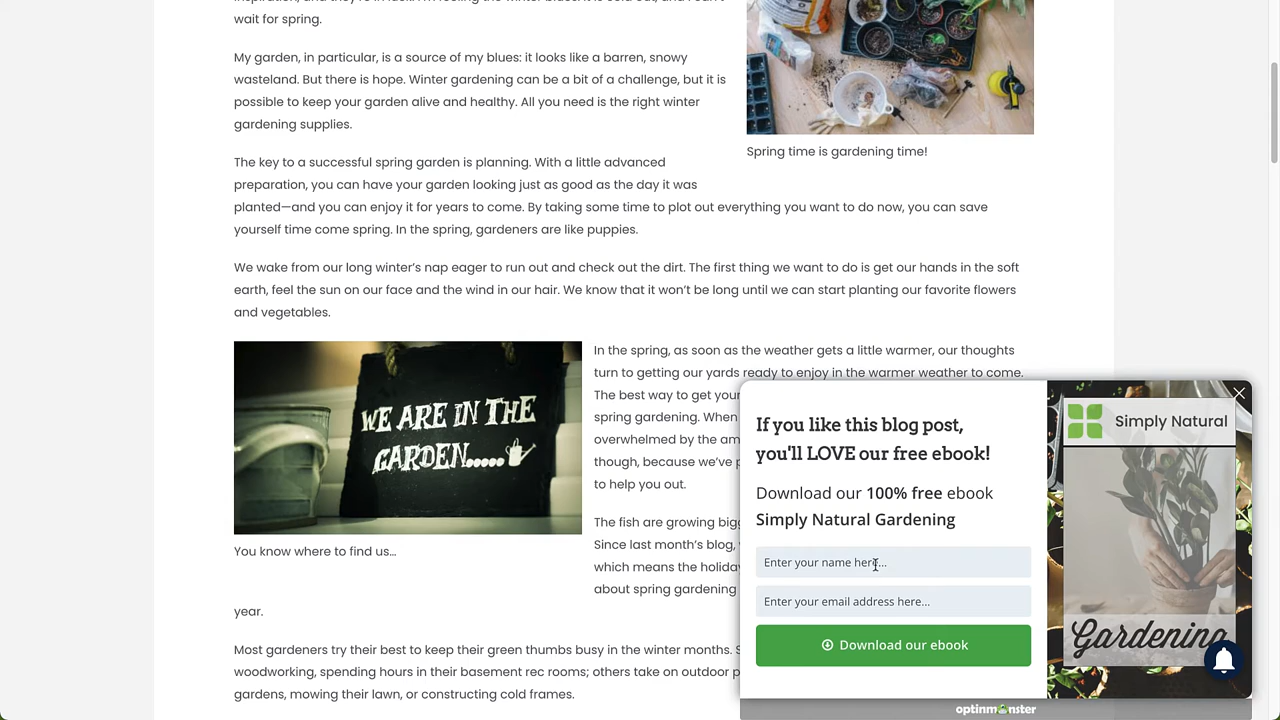 wait for spring.
My garden, in particular, is a source of my blues: it looks like a barren, snowy
wasteland. But there is hope. Winter gardening can be a bit of a challenge, but it is
possible to keep your garden alive and healthy. All you need is the right winter
gardening supplies.
Spring time is gardening time!
The key to a successful spring garden is planning. With a little advanced
preparation, you can have your garden looking just as good as the day it was
planted—and you can enjoy it for years to come. By taking some time to plot out everything you want to do now, you can save
yourself time come spring. In the spring, gardeners are like puppies.
We wake from our long winter’s nap eager to run out and check out the dirt. The first thing we want to do is get our hands in the soft
earth, feel the sun on our face and the wind in our hair. We know that it won’t be long until we can start planting our favorite flowers
and vegetables.
WE ARE IN THE
GARDEN.....
You know where to find us…
In the spring, as soon as the weather gets a little warmer, our thoughts
turn to getting our yards ready to enjoy in the warmer weather to come.
The best way to get your
spring gardening. When
overwhelmed by the am
though, because we’ve p
to help you out.
The fish are growing bigg
Since last month’s blog,
which means the holiday
about spring gardening
year.
Most gardeners try their best to keep their green thumbs busy in the winter months. S
woodworking, spending hours in their basement rec rooms; others take on outdoor p
gardens, mowing their lawn, or constructing cold frames.
If you like this blog post,
you'll LOVE our free ebook!
Download our 100% free ebook
Simply Natural Gardening
Enter your name here...
Enter your email address here...
Download our ebook
Simply Natural
Gardening
optinmonster